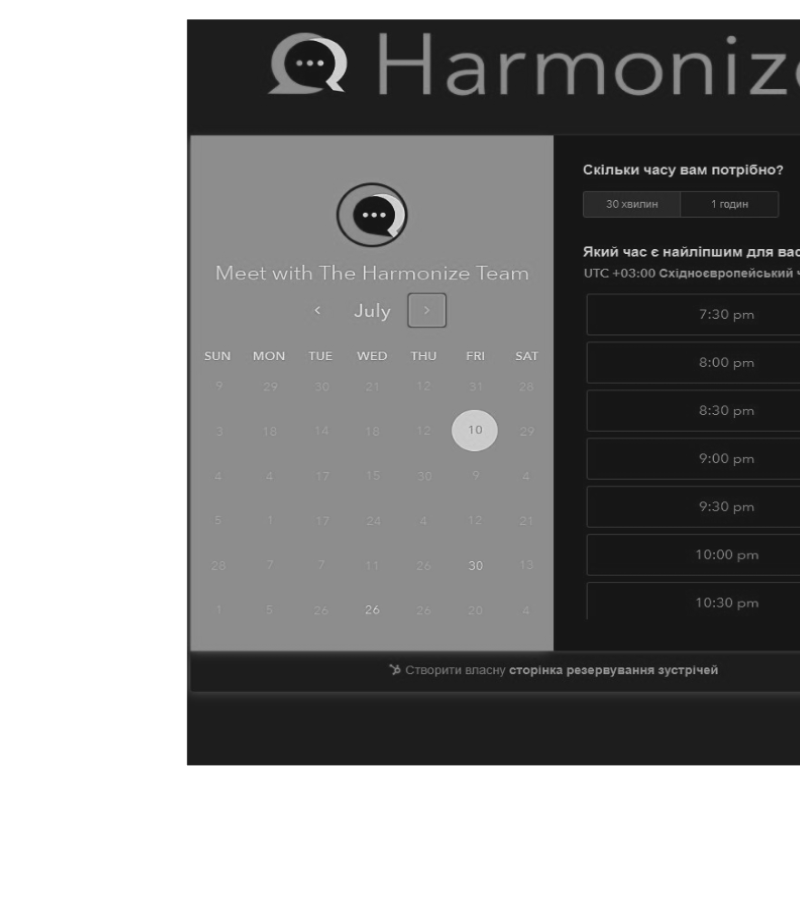 Harmonize
Meet with The Harmonize Team
July
SUN MON TUE WED THU FRI SAT
9 29 30 21 12 31 28
3 18 14 18 12 10 29
4 4 17 15 30 9 4
5 1 17 24 4 12 21
28 7 7 11 26 30 13
1 5 26 26 26 20 4
Скільки часу вам потрібно?
30 хвилин 1 годин
Який час є найліпшим для вас
UTC +03:00 Східноєвропейський ч
7:30 pm
8:00 pm
8:30 pm
9:00 pm
9:30 pm
10:00 pm
10:30 pm
Створити власну сторінка резервування зустрічей